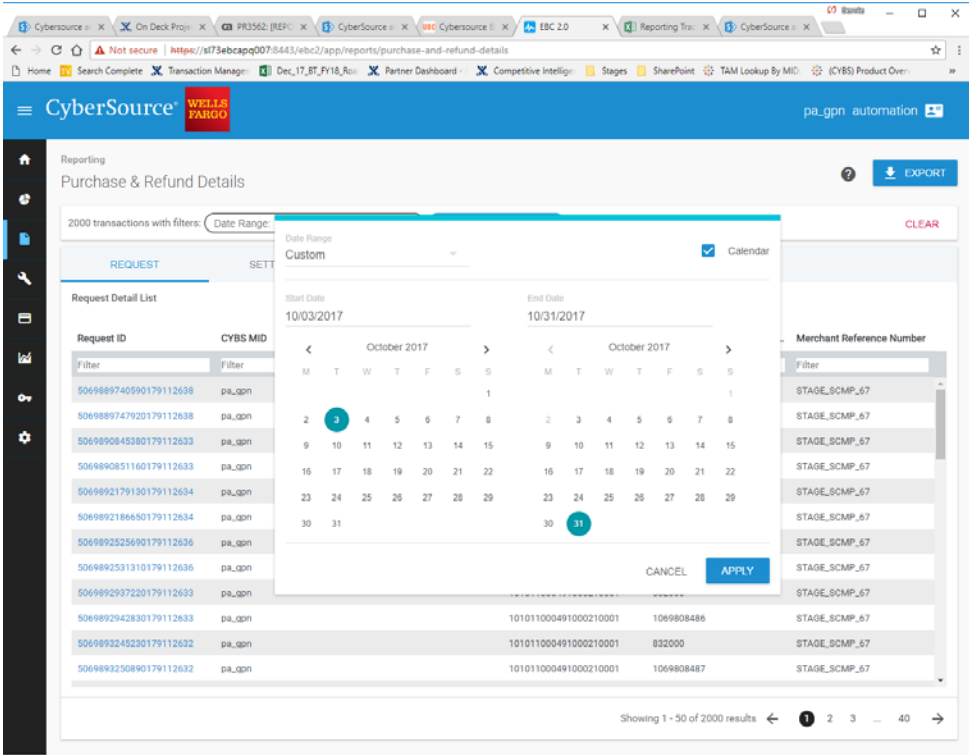 Cybersource a
On Deck Proje
PR3562: [REPO
CyberSource a
Cybersource E
EBC 2.0
Reporting Trac
CyberSource a
Not secure | https://sl73ebcapq007:8443/ebc2/app/reports/purchase-and-refund-details
Home Search Complete Transaction Manage Dec_17_BT_FY18_Roa Partner Dashboard - Competitive Intellige Stages SharePoint TAM Lookup By MID (CYBS) Product Over »
CyberSource WELLS FARGO
pa_gpn automation
Reporting
Purchase & Refund Details
EXPORT
2000 transactions with filters: Date Range:
CLEAR
REQUEST SETT
Request Detail List
Request ID CYBS MID Merchant Reference Number
Filter Filter Filter
5069889740590179112638 pa_gpn STAGE_SCMP_67
5069889747920179112638 pa_gpn STAGE_SCMP_67
5069890845380179112633 pa_gpn STAGE_SCMP_67
5069890851160179112633 pa_gpn STAGE_SCMP_67
5069892179130179112634 pa_gpn STAGE_SCMP_67
5069892186650179112634 pa_gpn STAGE_SCMP_67
5069892525690179112636 pa_gpn STAGE_SCMP_67
5069892531310179112636 pa_gpn STAGE_SCMP_67
5069892937220179112633 pa_gpn STAGE_SCMP_67
5069892942830179112633 pa_gpn 101011000491000210001 1069808486 STAGE_SCMP_67
5069893245230179112632 pa_gpn 101011000491000210001 832000 STAGE_SCMP_67
5069893250890179112632 pa_gpn 101011000491000210001 1069808487 STAGE_SCMP_67
Date Range
Custom
Calendar
Start Date End Date
10/03/2017 10/31/2017
October 2017 October 2017
M T W T F S S M T W T F S S
1 1
2 3 4 5 6 7 8 2 3 4 5 6 7 8
9 10 11 12 13 14 15 9 10 11 12 13 14 15
16 17 18 19 20 21 22 16 17 18 19 20 21 22
23 24 25 26 27 28 29 23 24 25 26 27 28 29
30 31 30 31
CANCEL APPLY
Showing 1 - 50 of 2000 results 1 2 3 ... 40